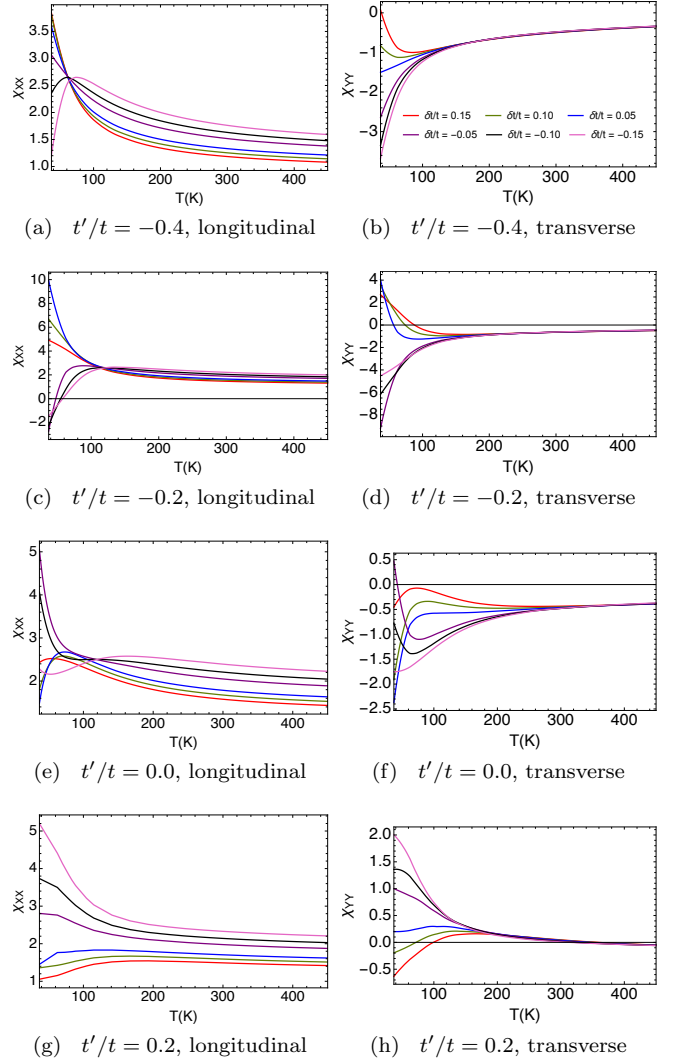 3.5
3.0
2.5
2.0
1.5
1.0
χXX
100 200 300 400
T(K)
(a) t′/t = −0.4, longitudinal
0
−1
−2
−3
χYY
δt/t = 0.15 δt/t = 0.10 δt/t = 0.05
δt/t = −0.05 δt/t = −0.10 δt/t = −0.15
100 200 300 400
T(K)
(b) t′/t = −0.4, transverse
10
8
6
4
2
0
−2
χXX
100 200 300 400
T(K)
(c) t′/t = −0.2, longitudinal
4
2
0
−2
−4
−6
−8
χYY
100 200 300 400
T(K)
(d) t′/t = −0.2, transverse
5
4
3
2
χXX
100 200 300 400
T(K)
(e) t′/t = 0.0, longitudinal
0.5
0.0
−0.5
−1.0
−1.5
−2.0
−2.5
χYY
100 200 300 400
T(K)
(f) t′/t = 0.0, transverse
5
4
3
2
1
χXX
100 200 300 400
T(K)
(g) t′/t = 0.2, longitudinal
2.0
1.5
1.0
0.5
0.0
−0.5
χYY
100 200 300 400
T(K)
(h) t′/t = 0.2, transverse